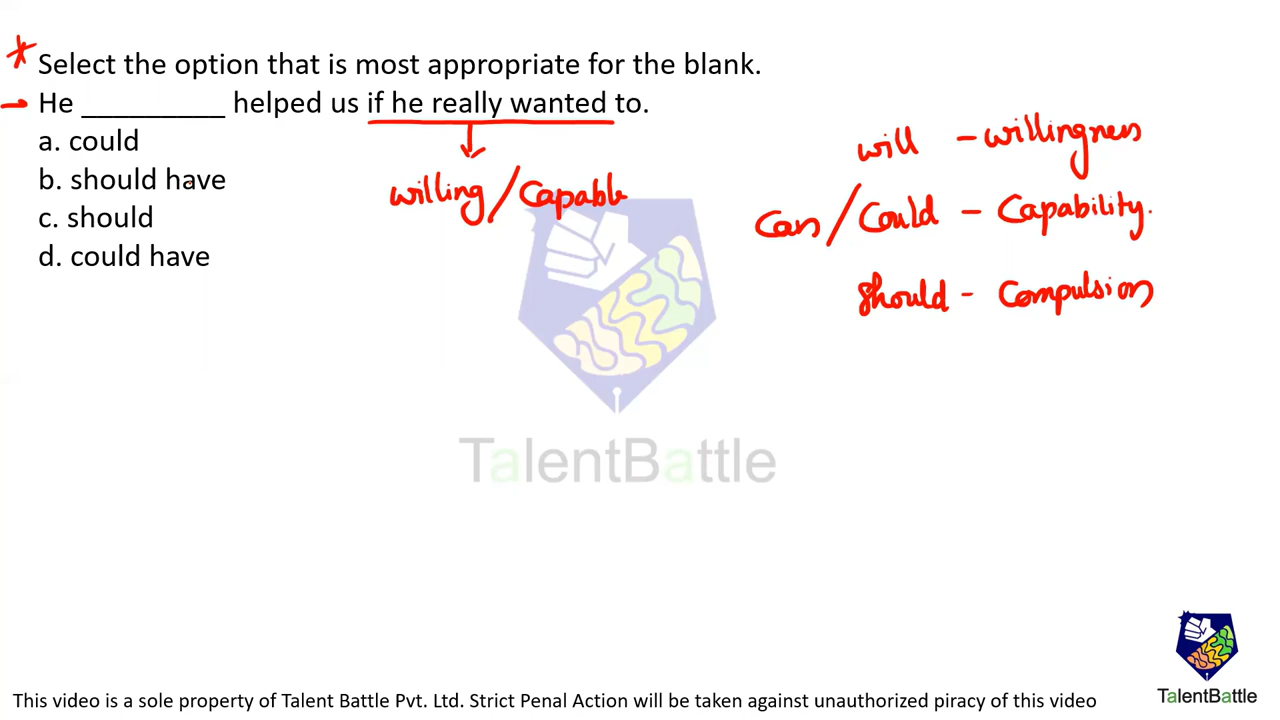 Select the option that is most appropriate for the blank.
He _________ helped us if he really wanted to.
a. could
b. should have
c. should
d. could have
willing/Capable
will - willingness
Can/Could - Capability.
Should - Compulsion
TalentBattle
TalentBattle
This video is a sole property of Talent Battle Pvt. Ltd. Strict Penal Action will be taken against unauthorized piracy of this video